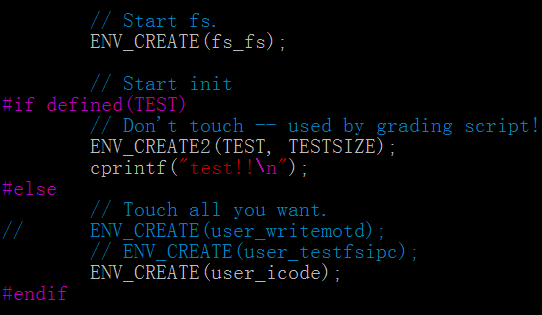 // Start fs.
ENV_CREATE(fs_fs);
// Start init
#if defined(TEST)
// Don't touch -- used by grading script!
ENV_CREATE2(TEST, TESTSIZE);
cprintf("test!!\n");
#else
// Touch all you want.
// ENV_CREATE(user_writemotd);
// ENV_CREATE(user_testfsipc);
ENV_CREATE(user_icode);
#endif